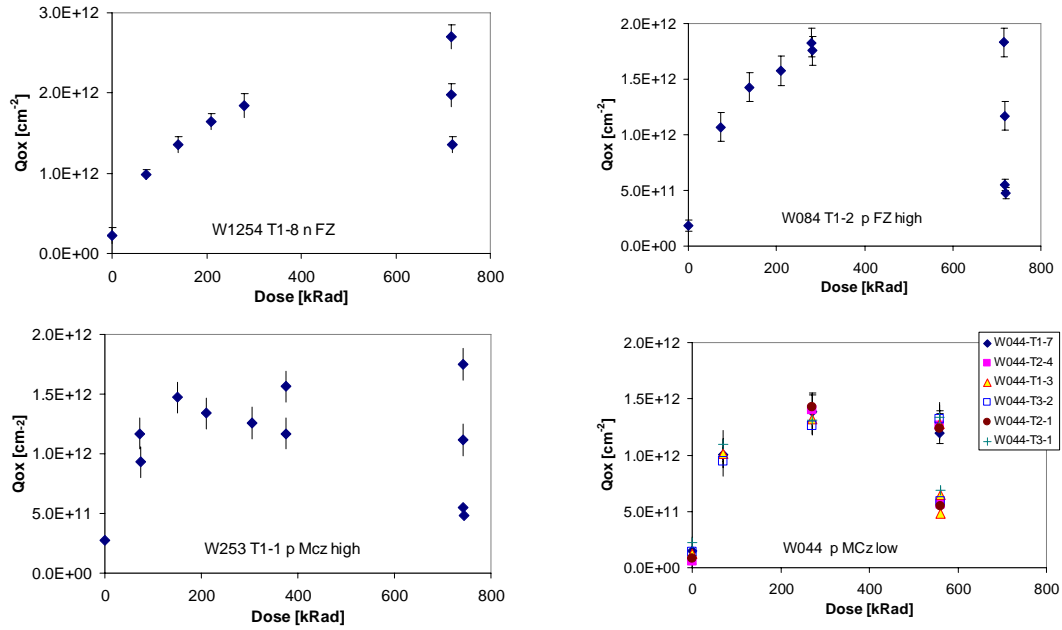 3.0E+12
2.0E+12
1.0E+12
0.0E+00
Qox [cm-2]
W1254 T1-8 n FZ
0 200 400 600 800
Dose [kRad]
2.0E+12
1.5E+12
1.0E+12
5.0E+11
0.0E+00
Qox [cm-2]
W084 T1-2 p FZ high
0 200 400 600 800
Dose [kRad]
2.0E+12
1.5E+12
1.0E+12
5.0E+11
0.0E+00
Qox [cm-2]
W253 T1-1 p Mcz high
0 200 400 600 800
Dose [kRad]
2.0E+12
1.5E+12
1.0E+12
5.0E+11
0.0E+00
Qox [cm-2]
W044 p MCz low
0 200 400 600 800
Dose [kRad]
W044-T1-7
W044-T2-4
W044-T1-3
W044-T3-2
W044-T2-1
W044-T3-1